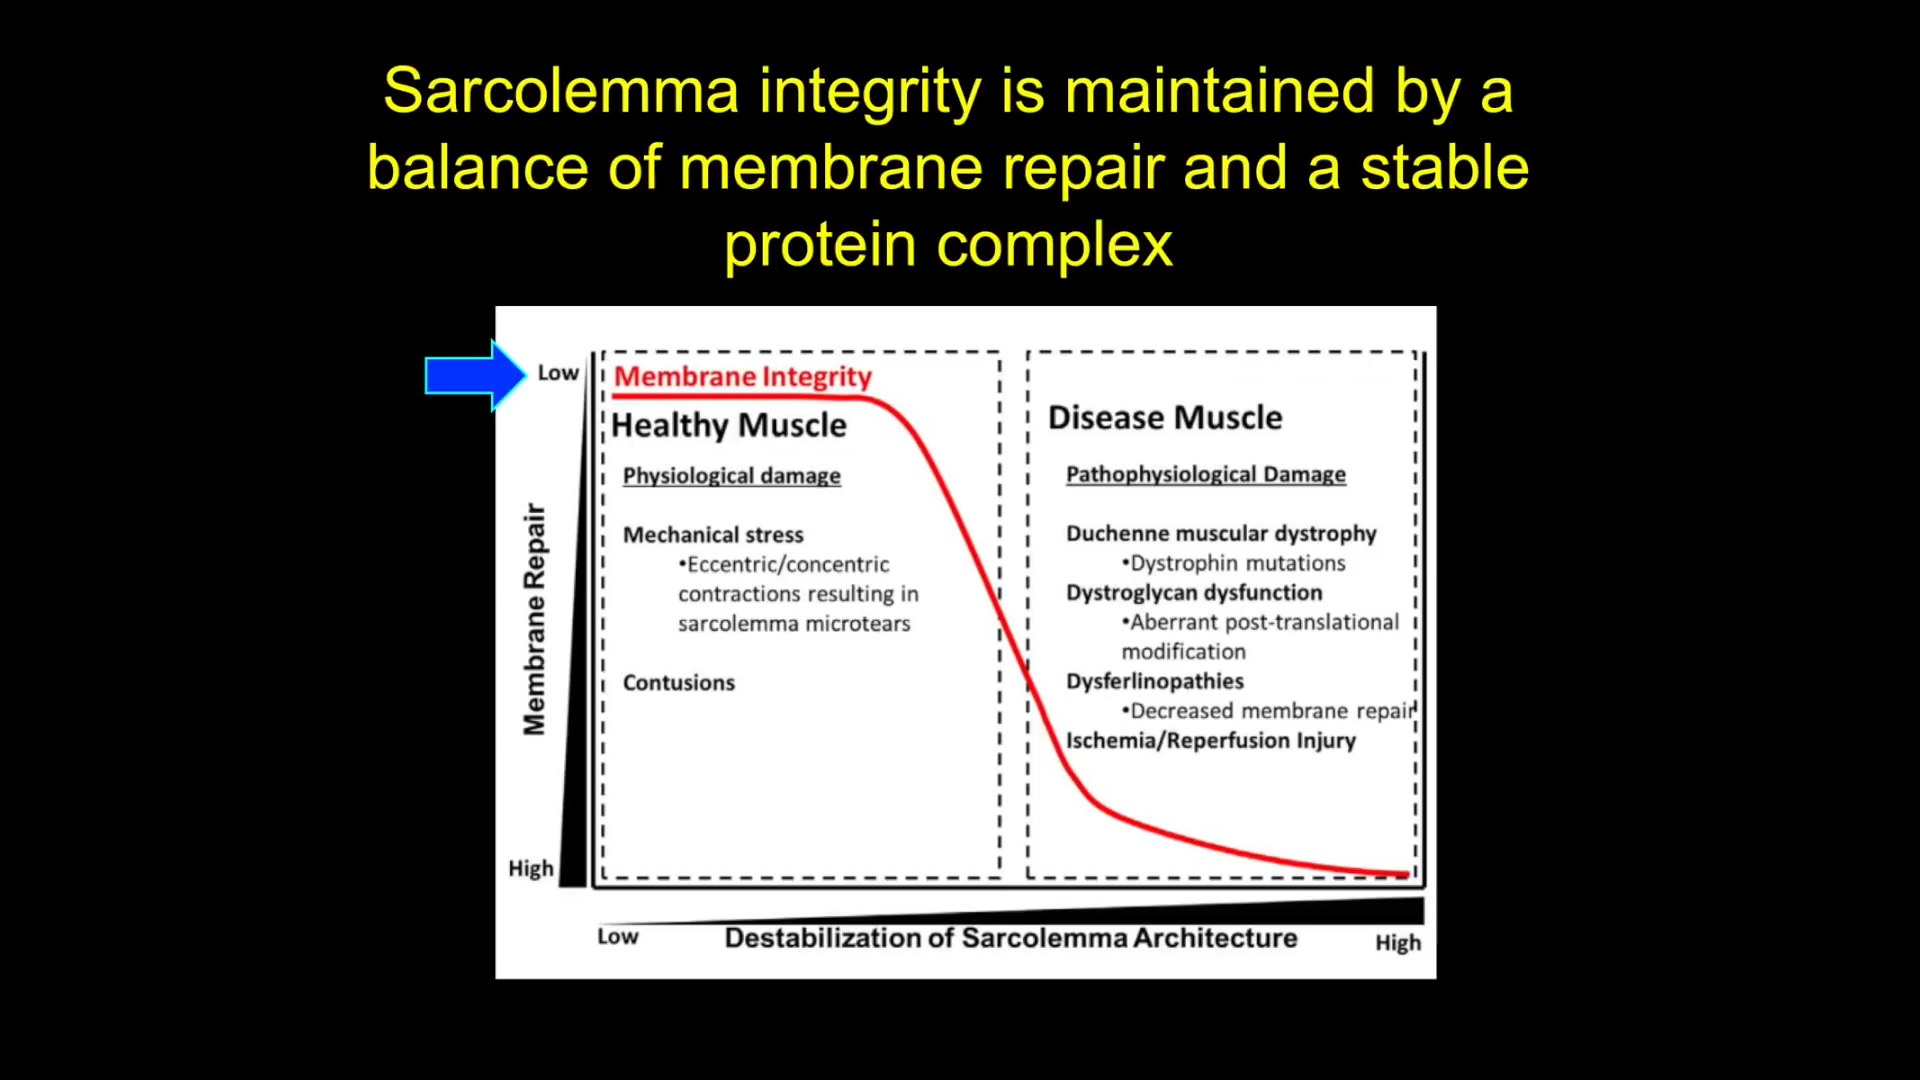 Sarcolemma integrity is maintained by a
balance of membrane repair and a stable
protein complex
Low
Membrane Integrity
Healthy Muscle
Physiological damage
Mechanical stress
•Eccentric/concentric
contractions resulting in
sarcolemma microtears
Contusions
Disease Muscle
Pathophysiological Damage
Duchenne muscular dystrophy
•Dystrophin mutations
Dystroglycan dysfunction
•Aberrant post-translational
modification
Dysferlinopathies
•Decreased membrane repair
Ischemia/Reperfusion Injury
Membrane Repair
High
Low
Destabilization of Sarcolemma Architecture
High